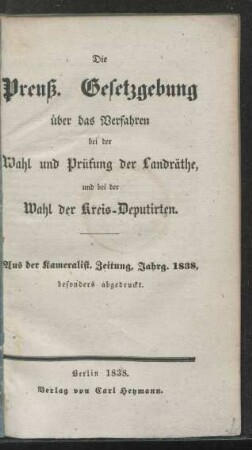 Die
Preuß. Gesetzgebung
über das Verfahren
bei der
Wahl und Prüfung der Landräthe,
und bei der
Wahl der Kreis-Deputirten.
Aus der Kameralist. Zeitung, Jahrg. 1838,
besonders abgedruckt.
Berlin 1838.
Verlag von Carl Heymann.